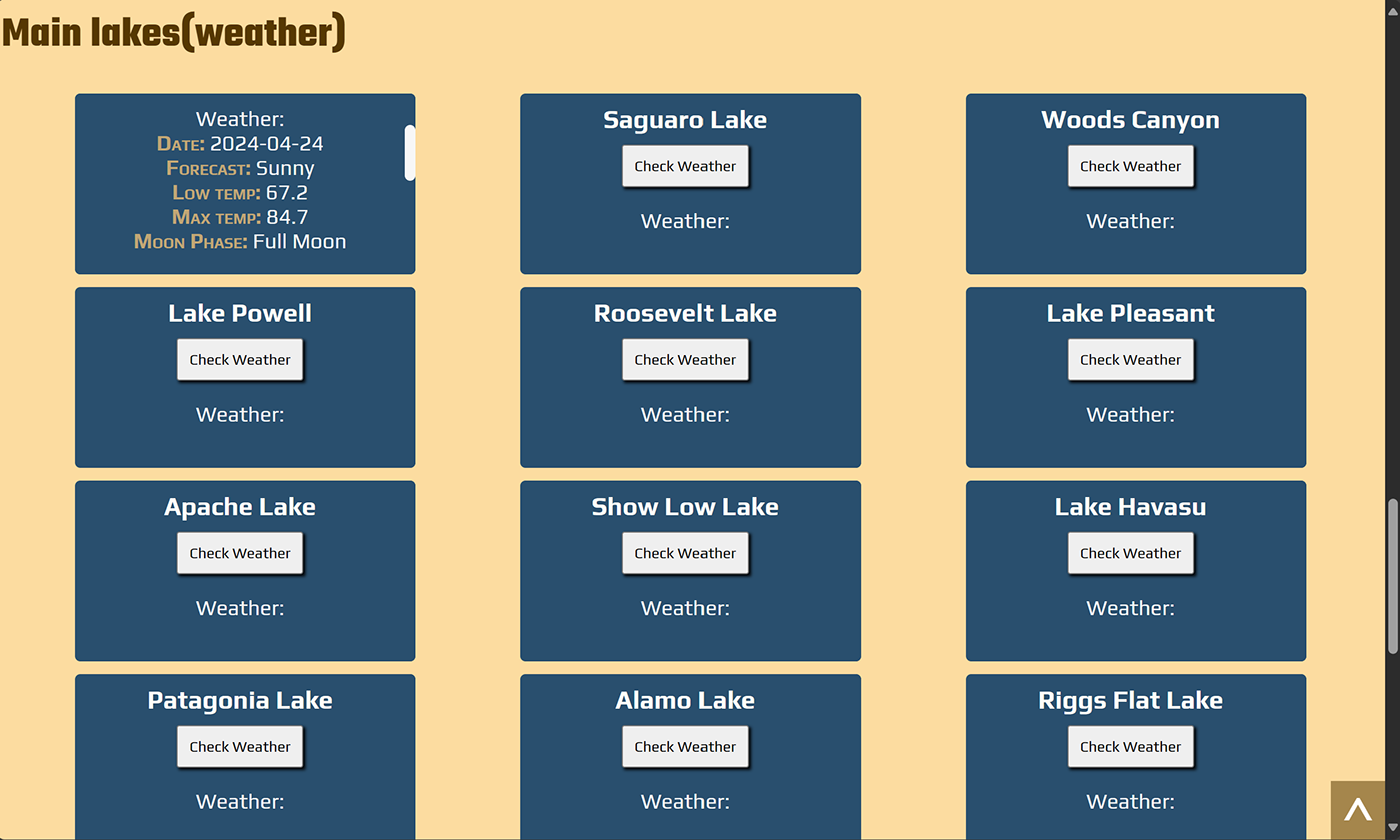 Main lakes(weather)
Weather:
Date: 2024-04-24
Forecast: Sunny
Low temp: 67.2
Max temp: 84.7
Moon Phase: Full Moon
Saguaro Lake
Check Weather
Weather:
Woods Canyon
Check Weather
Weather:
Lake Powell
Check Weather
Weather:
Roosevelt Lake
Check Weather
Weather:
Lake Pleasant
Check Weather
Weather:
Apache Lake
Check Weather
Weather:
Show Low Lake
Check Weather
Weather:
Lake Havasu
Check Weather
Weather:
Patagonia Lake
Check Weather
Weather:
Alamo Lake
Check Weather
Weather:
Riggs Flat Lake
Check Weather
Weather: